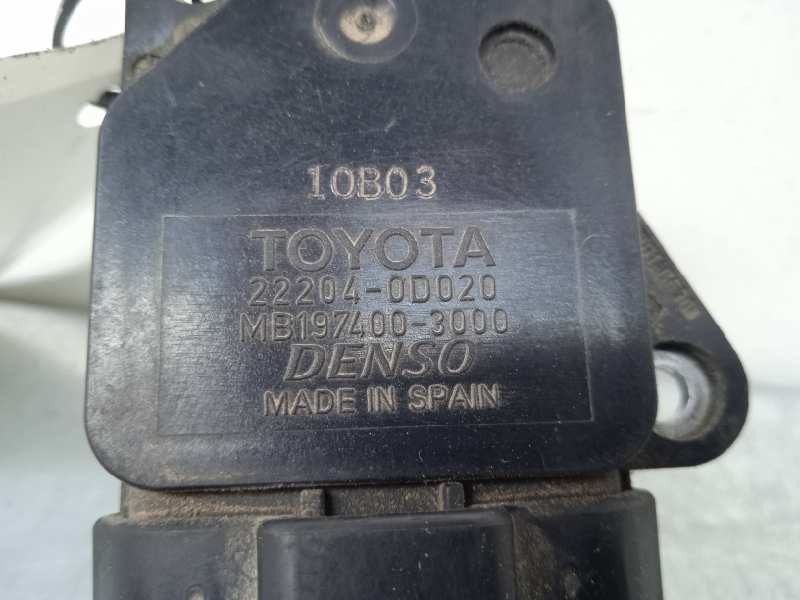 10B03
TOYOTA
22204-0D020
MB197400-3000
DENSO
MADE IN SPAIN